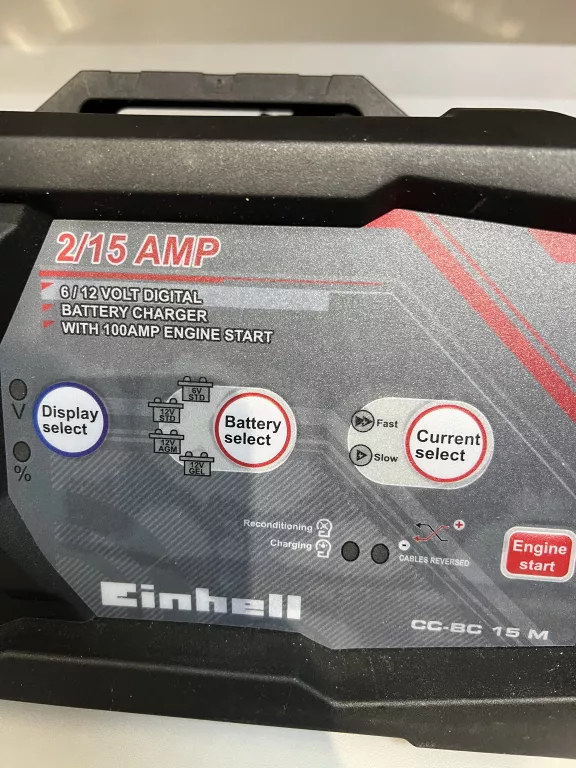 2/15 AMP
6 / 12 VOLT DIGITAL
BATTERY CHARGER
WITH 100AMP ENGINE START
V
%
Display
select
6V
STD
12V
STD
12V
AGM
12V
GEL
Battery
select
Fast
Slow
Current
select
Reconditioning
Charging
+
-
CABLES REVERSED
Engine
start
Einhell
CC-BC 15 M